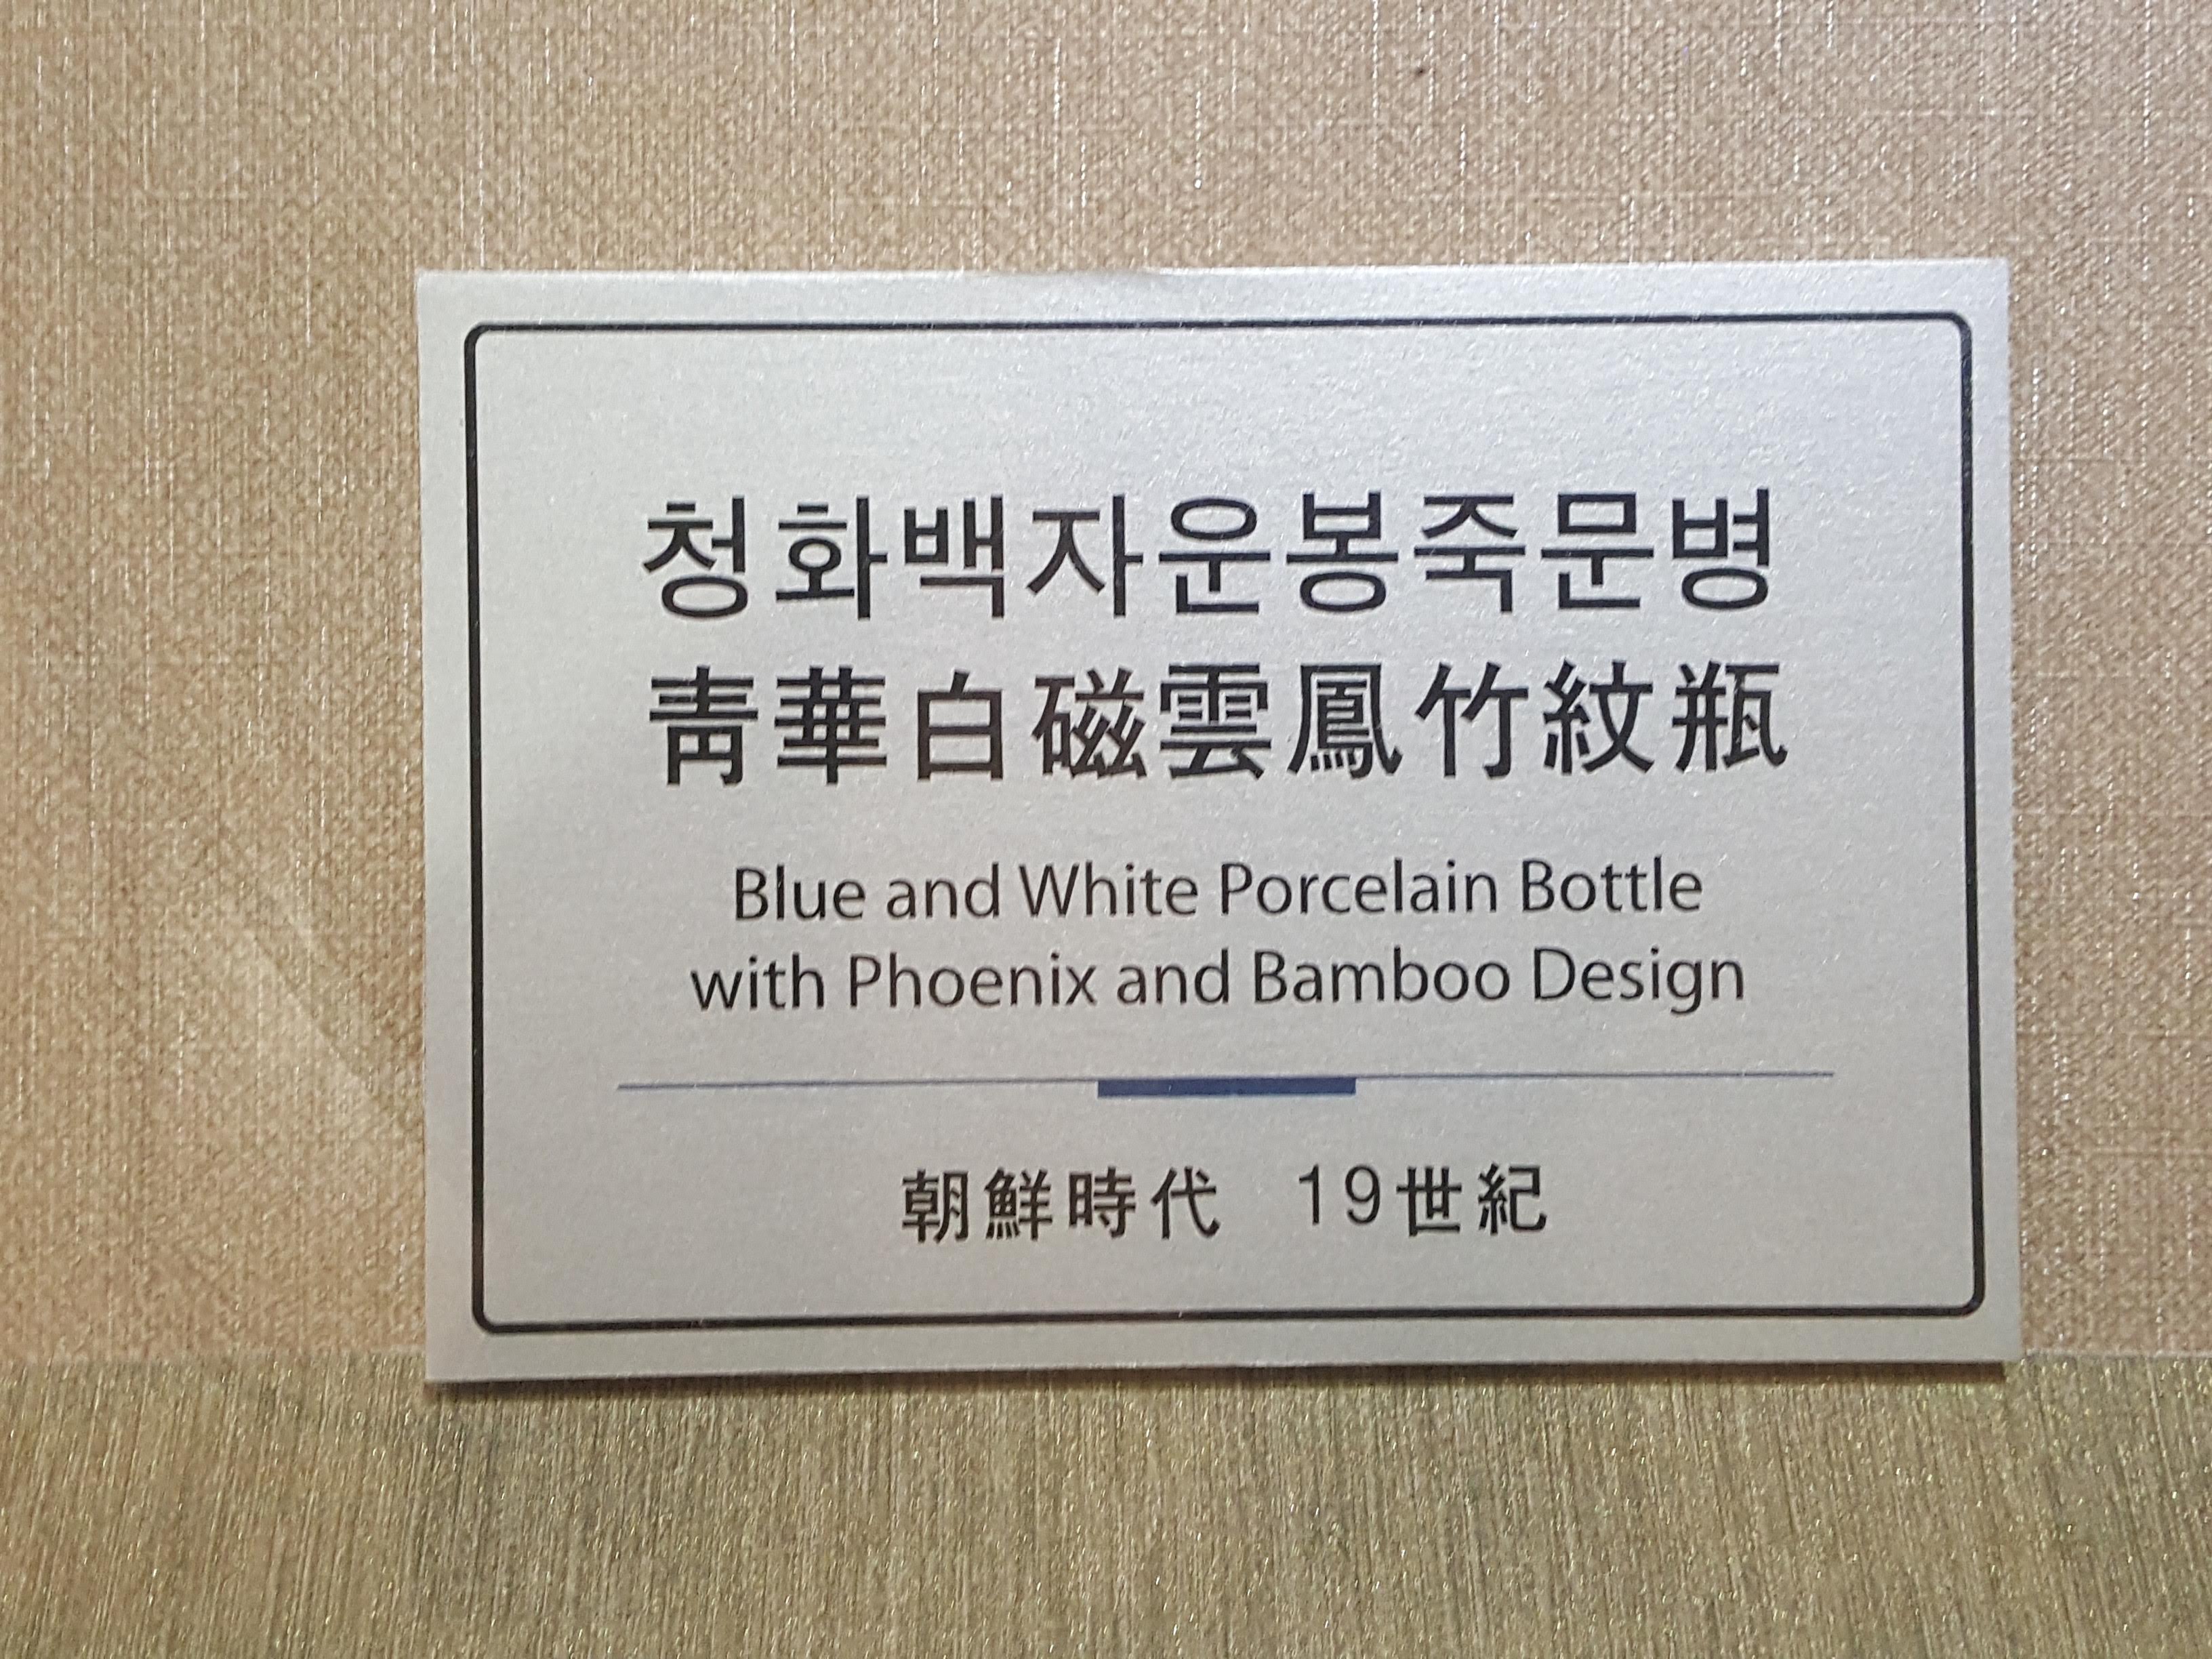 청화백자운봉죽문병
靑華白磁雲鳳竹紋甁
Blue and White Porcelain Bottle
with Phoenix and Bamboo Design
朝鮮時代 19世紀